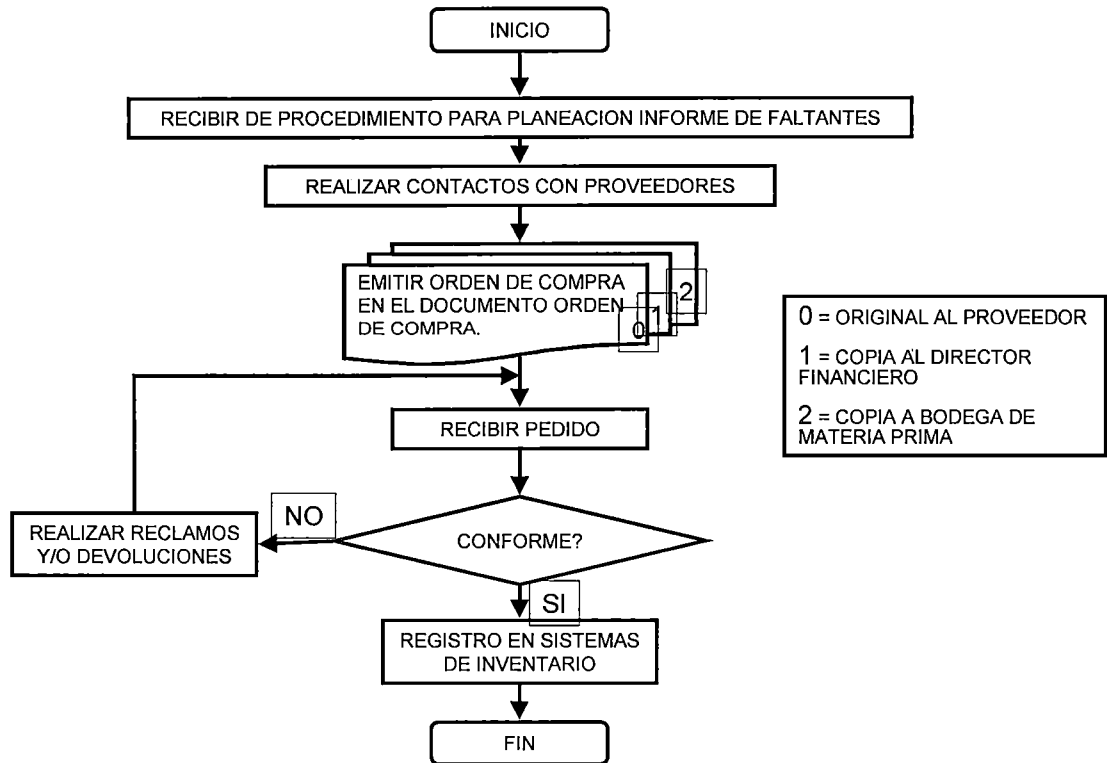 INICIO
RECIBIR DE PROCEDIMIENTO PARA PLANEACION INFORME DE FALTANTES
REALIZAR CONTACTOS CON PROVEEDORES
EMITIR ORDEN DE COMPRA
EN EL DOCUMENTO ORDEN
DE COMPRA.
0
1
2
0 = ORIGINAL AL PROVEEDOR
1 = COPIA AL DIRECTOR
FINANCIERO
2 = COPIA A BODEGA DE
MATERIA PRIMA
RECIBIR PEDIDO
CONFORME?
NO
REALIZAR RECLAMOS
Y/O DEVOLUCIONES
SI
REGISTRO EN SISTEMAS
DE INVENTARIO
FIN